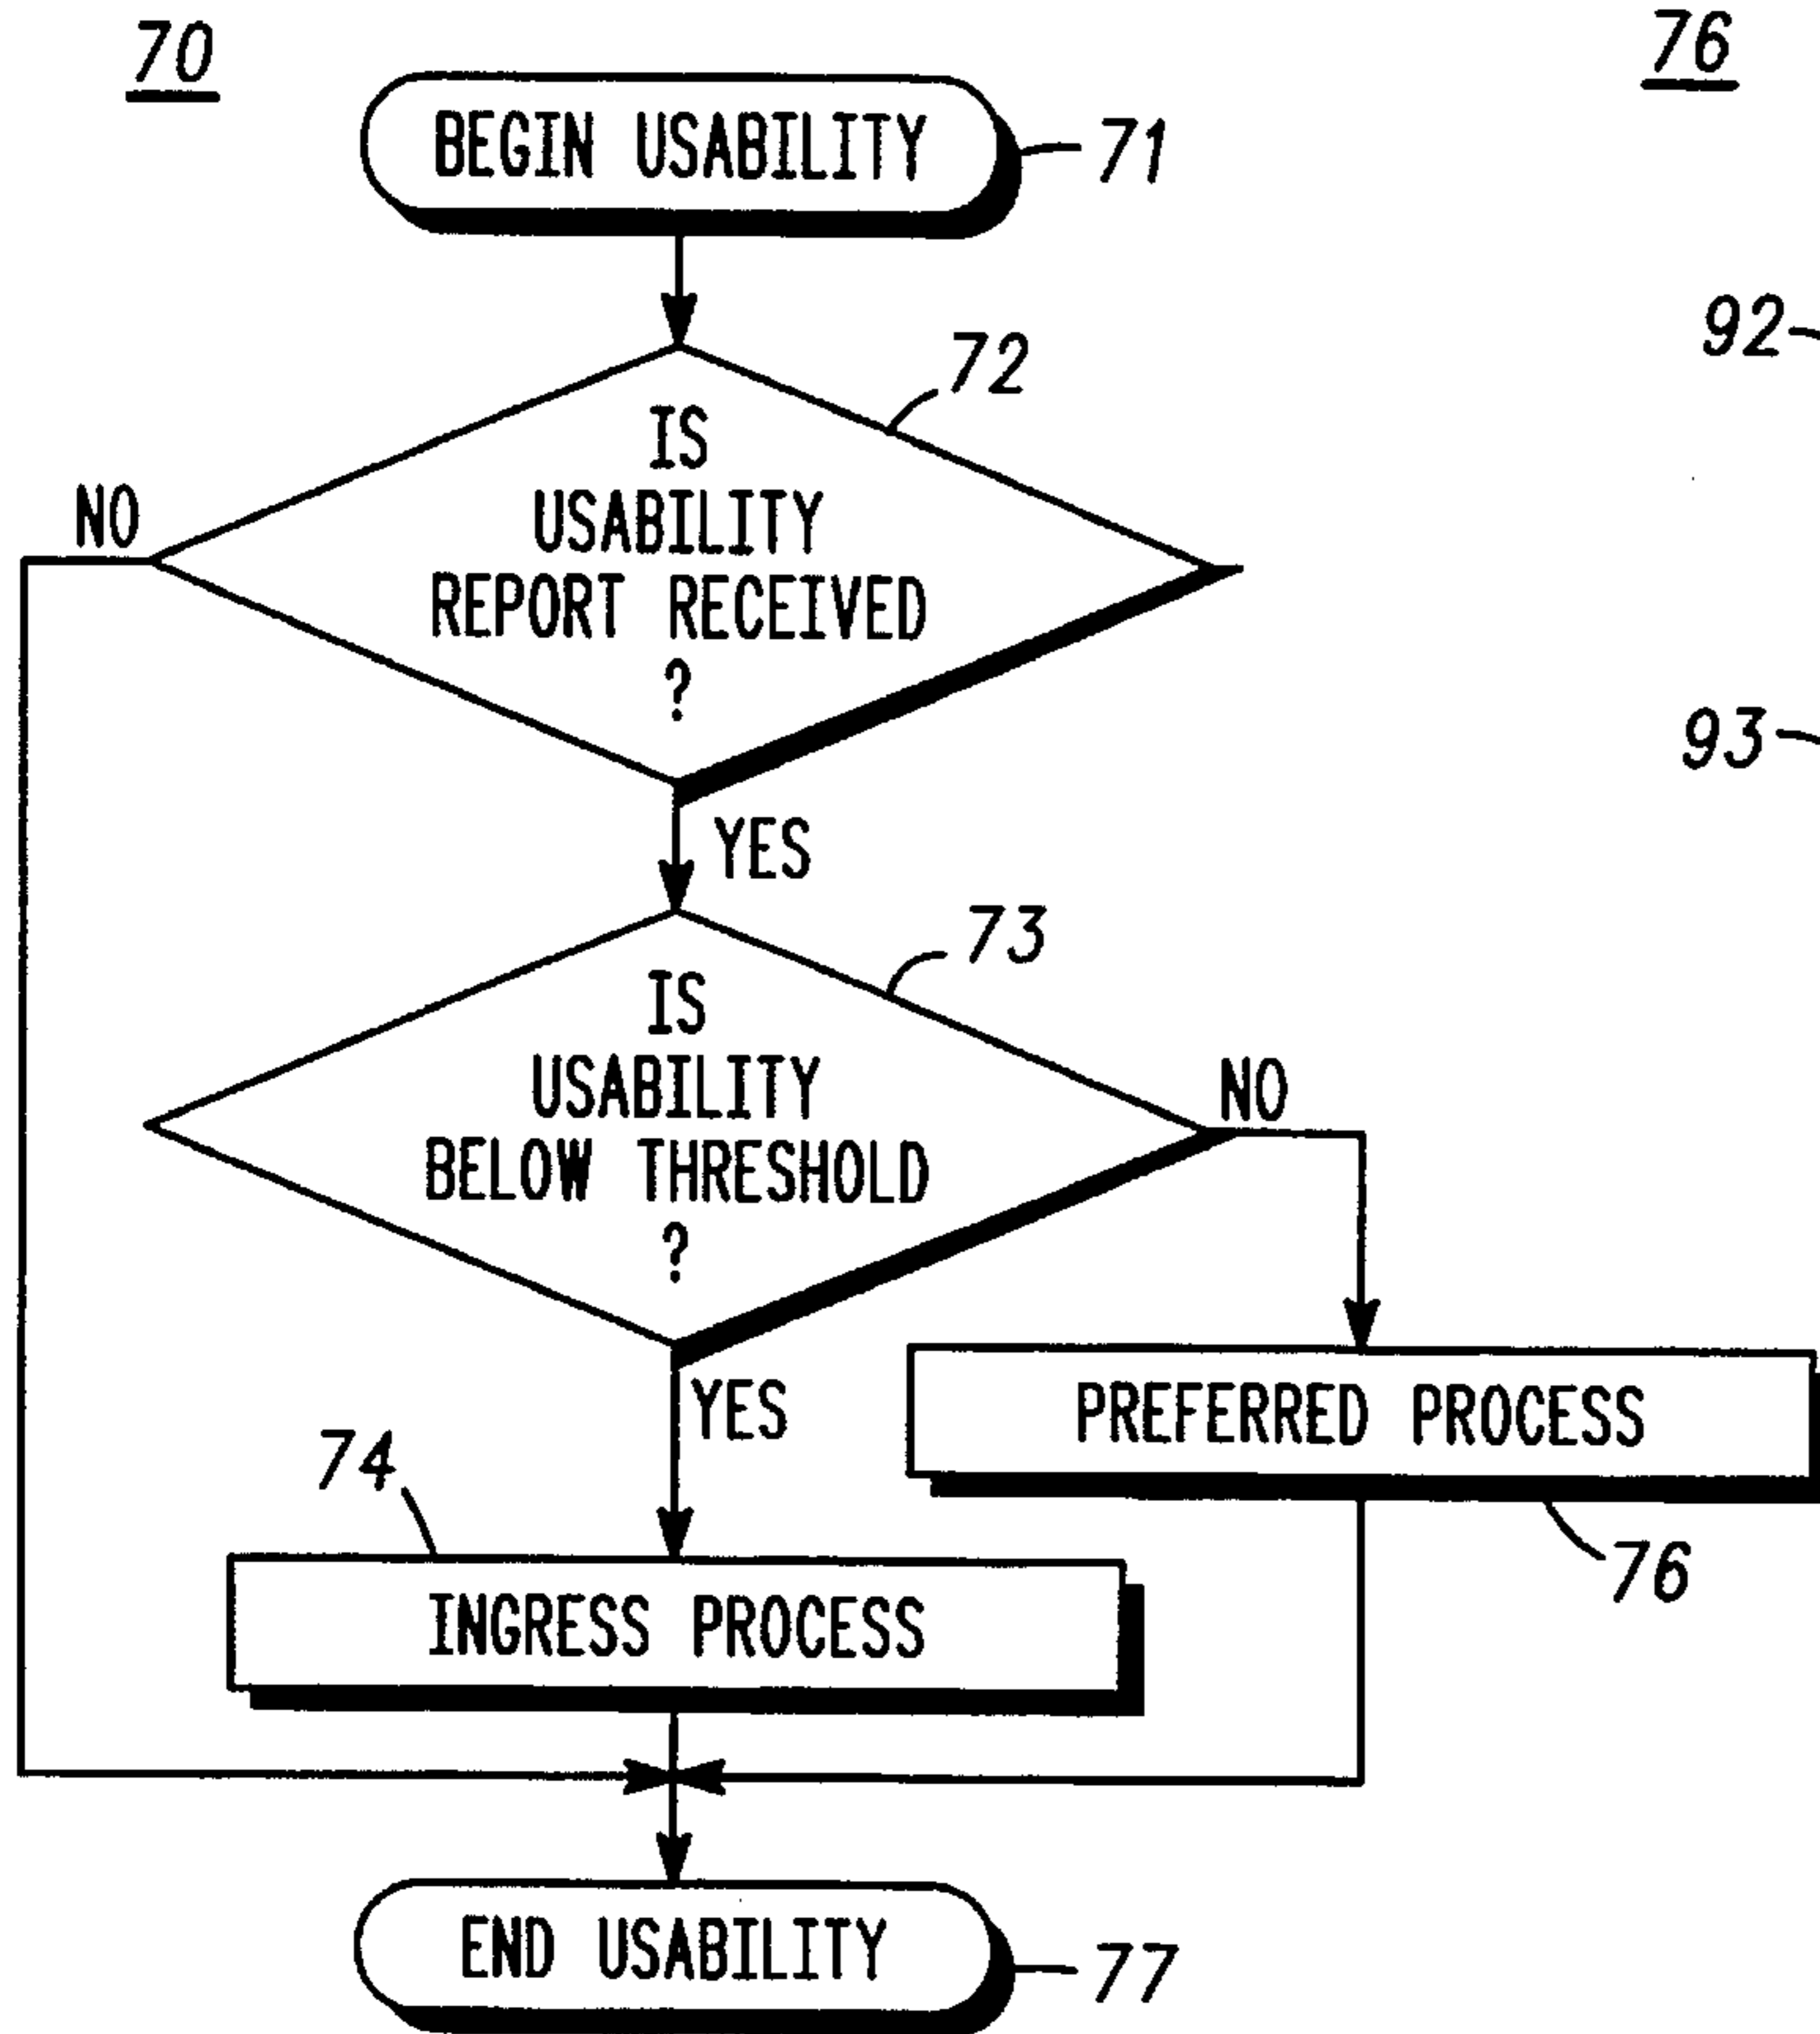 70
76
BEGIN USABILITY
71
92
72
IS
USABILITY
REPORT RECEIVED
?
NO
93
YES
73
IS
USABILITY
BELOW THRESHOLD
?
NO
YES
PREFERRED PROCESS
74
76
INGRESS PROCESS
END USABILITY
77